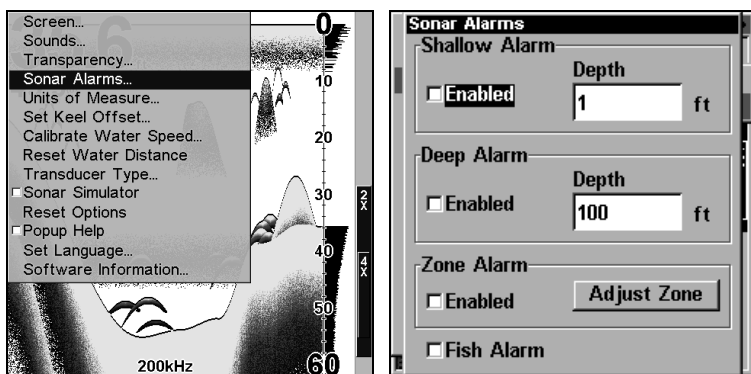 Screen...
Sounds...
Transparency...
Sonar Alarms...
Units of Measure...
Set Keel Offset...
Calibrate Water Speed...
Reset Water Distance
Transducer Type...
Sonar Simulator
Reset Options
Popup Help
Set Language...
Software Information...
6
0
10
20
30
40
50
60
2
X
4
X
200kHz
Sonar Alarms
Shallow Alarm
Depth
Enabled
1
ft
Deep Alarm
Depth
Enabled
100
ft
Zone Alarm
Enabled
Adjust Zone
Fish Alarm